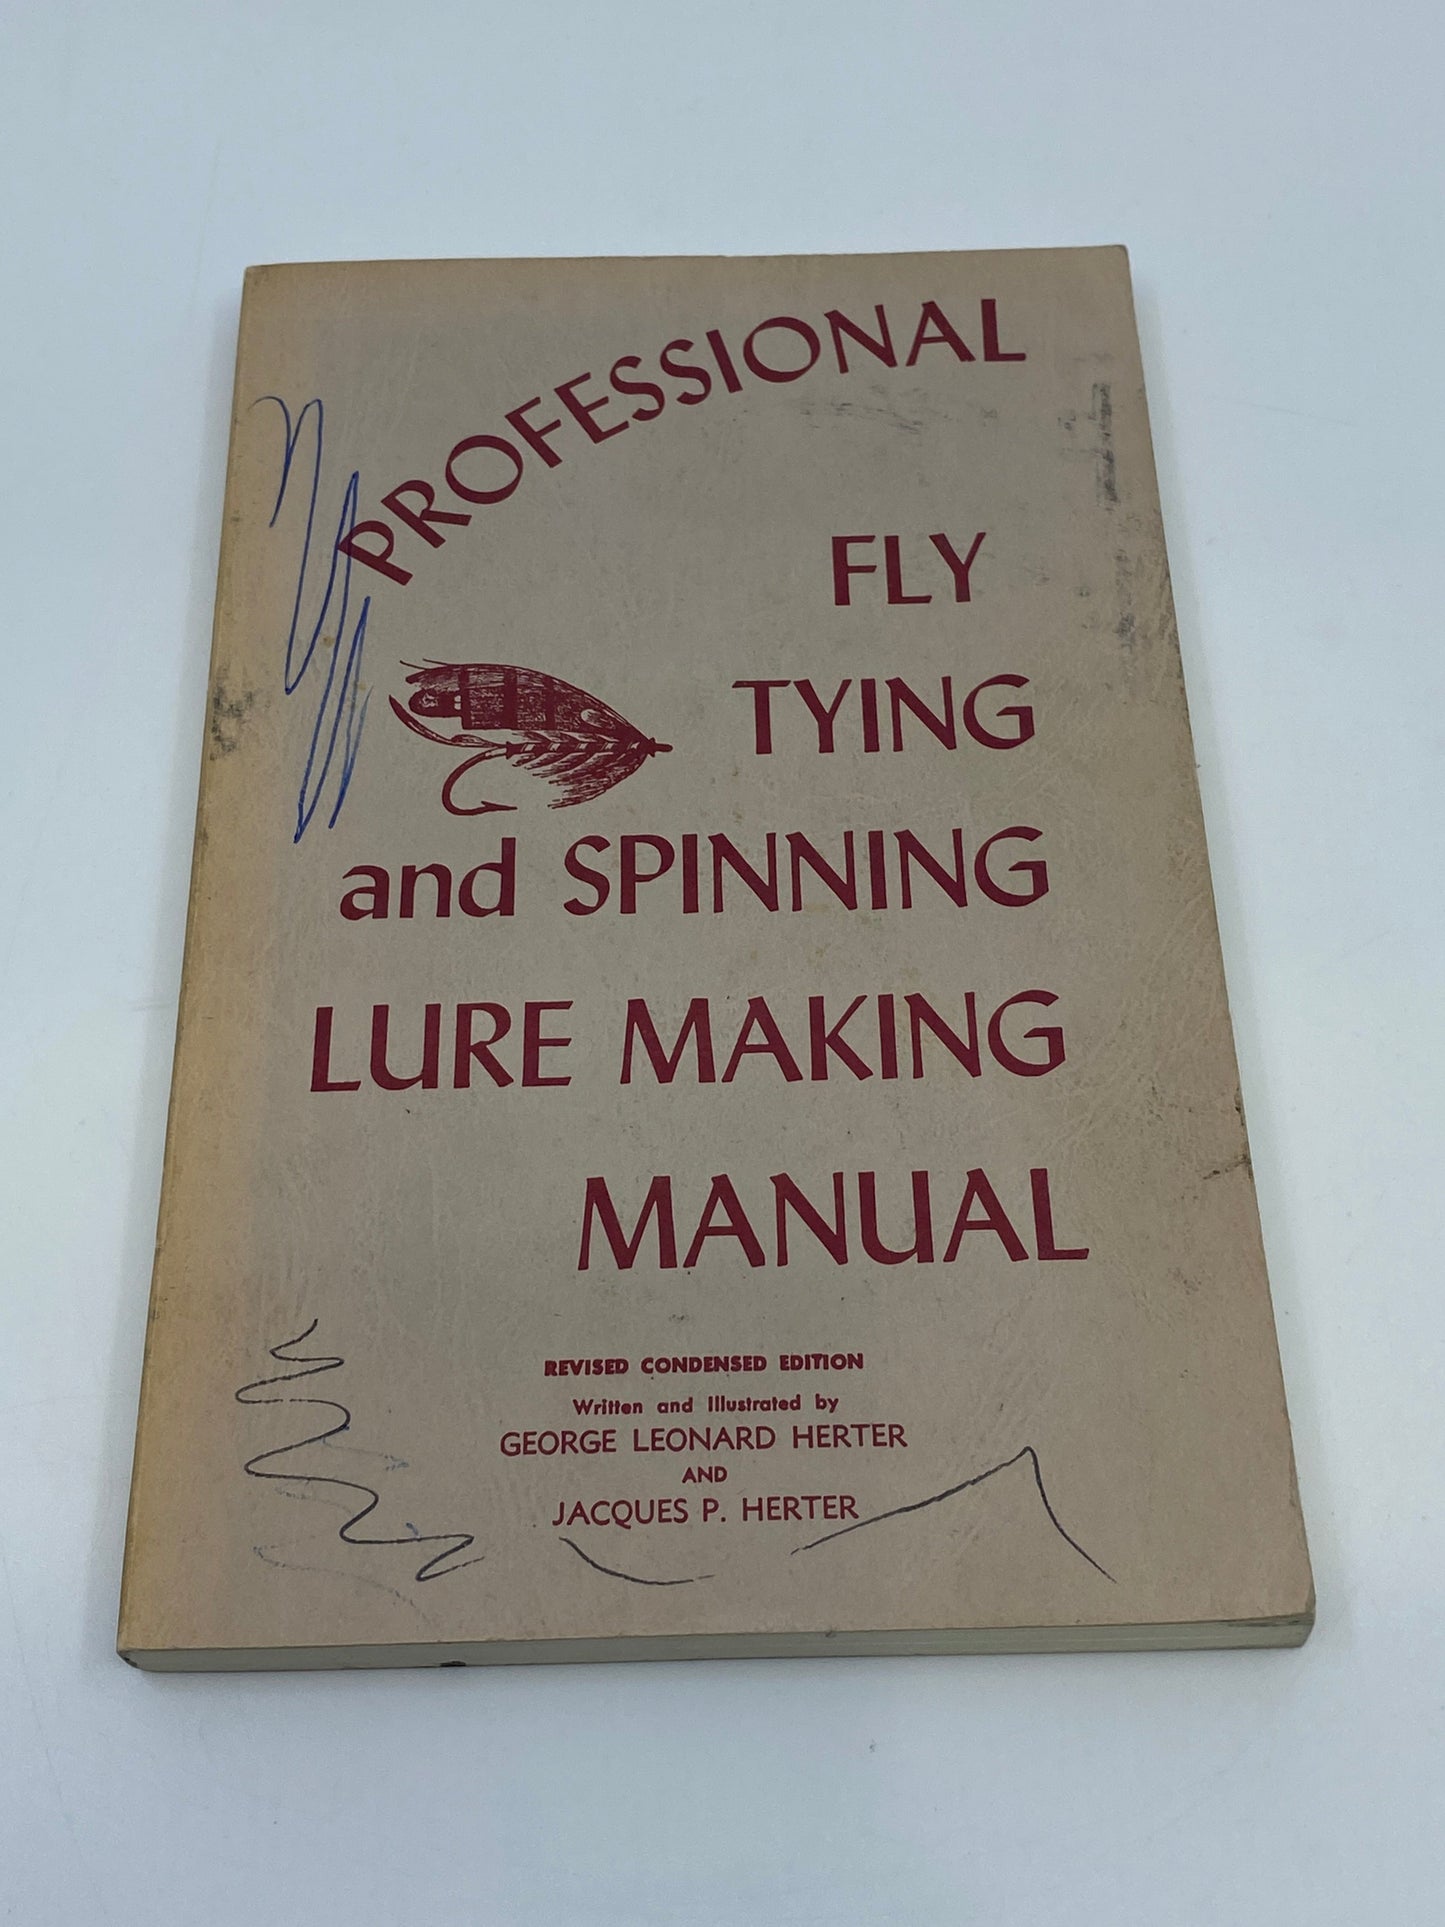 PROFESSIONAL
FLY
TYING
and SPINNING
LURE MAKING
MANUAL
REVISED CONDENSED EDITION
Written and Illustrated by
GEORGE LEONARD HERTER
AND
JACQUES P. HERTER